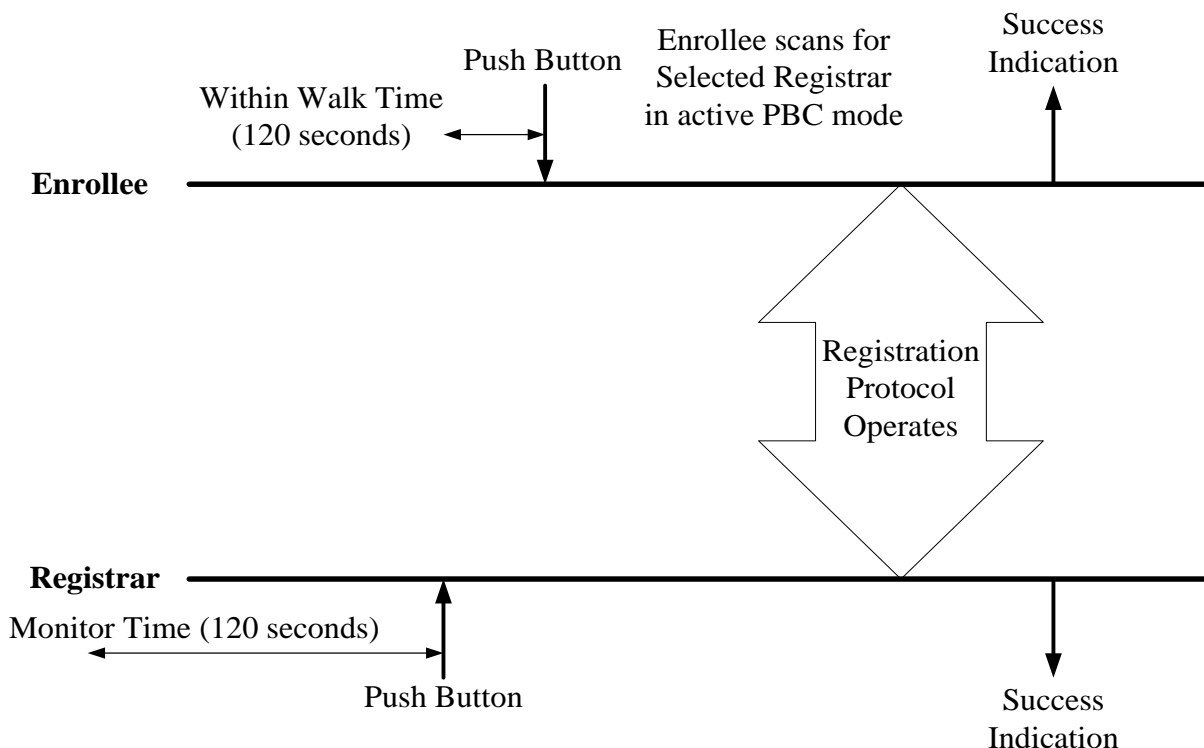 Success
Indication
Enrollee scans for
Selected Registrar
in active PBC mode
Push Button
Within Walk Time
(120 seconds)
Enrollee
Registration
Protocol
Operates
Registrar
Monitor Time (120 seconds)
Push Button
Success
Indication